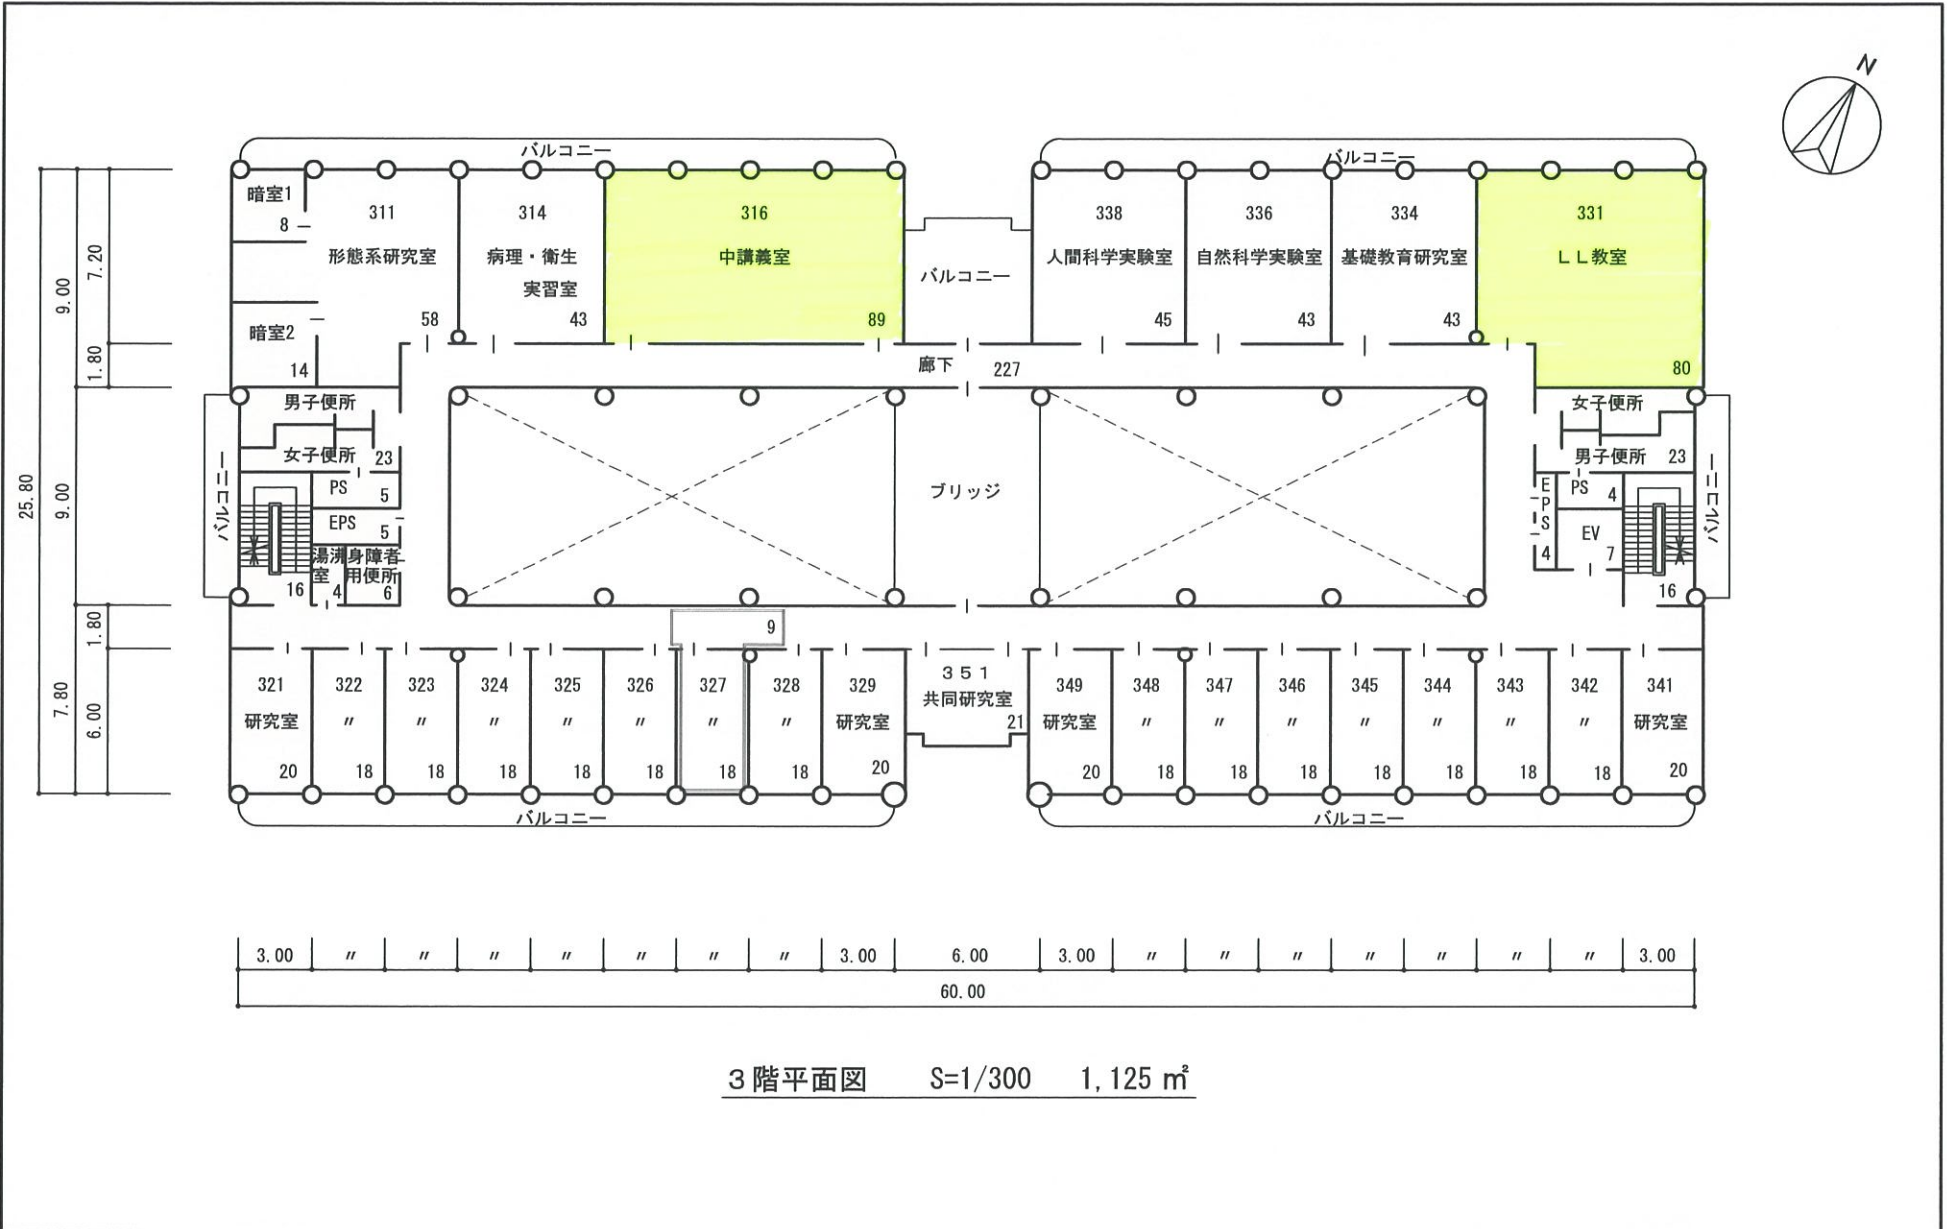 N
バルコニー
バルコニー
暗室1
8
311
形態系研究室
58
314
病理・衛生
実習室
43
316
中講義室
89
バルコニー
338
人間科学実験室
45
336
自然科学実験室
43
334
基礎教育研究室
43
331
LL教室
80
暗室2
14
廊下
227
男子便所
女子便所
23
PS
5
EPS
5
湯沸
室
4
身障者
用便所
6
16
バルコニー
ブリッジ
女子便所
男子便所
23
EPS
4
PS
4
EV
7
16
バルコニー
9
321
研究室
20
322
〃
18
323
〃
18
324
〃
18
325
〃
18
326
〃
18
327
〃
18
328
〃
18
329
研究室
20
351
共同研究室
21
349
研究室
20
348
〃
18
347
〃
18
346
〃
18
345
〃
18
344
〃
18
343
〃
18
342
〃
18
341
研究室
20
バルコニー
バルコニー
25.80
9.00
9.00
7.80
7.20
1.80
1.80
6.00
3.00 〃 〃 〃 〃 〃 〃 〃 3.00 6.00 3.00 〃 〃 〃 〃 〃 〃 〃 3.00
60.00
3階平面図 S=1/300 1,125 ㎡